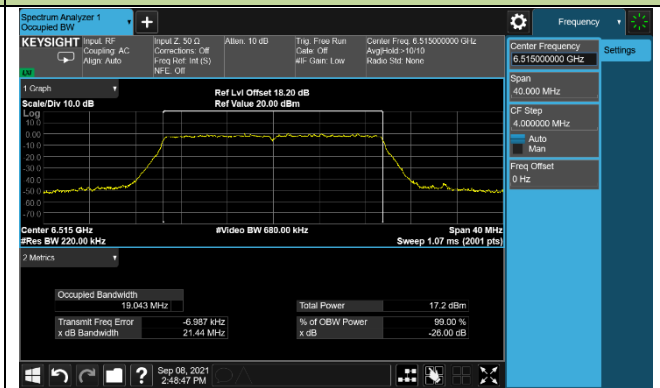 Spectrum Analyzer 1
Occupied BW
+
Frequency
KEYSIGHT
Input: RF
Coupling: AC
Align: Auto
Input Z: 50 Ω
Corrections: Off
Freq Ref: Int (S)
NFE: Off
Atten: 10 dB
Trig: Free Run
Gate: Off
#IF Gain: Low
Center Freq: 6.515000000 GHz
Avg|Hold:>10/10
Radio Std: None
LXI
Center Frequency
6.515000000 GHz
Settings
Span
40.000 MHz
CF Step
4.000000 MHz
Auto
Man
Freq Offset
0 Hz
1 Graph
Scale/Div 10.0 dB
Ref Lvl Offset 18.20 dB
Ref Value 20.00 dBm
Log
10.0
0.00
-10.0
-20.0
-30.0
-40.0
-50.0
-60.0
-70.0
Center 6.515 GHz
#Video BW 680.00 kHz
Span 40 MHz
#Res BW 220.00 kHz
Sweep 1.07 ms (2001 pts)
2 Metrics
Occupied Bandwidth
19.043 MHz
Total Power
17.2 dBm
Transmit Freq Error
-6.987 kHz
% of OBW Power
99.00 %
x dB Bandwidth
21.44 MHz
x dB
-26.00 dB
?
Sep 08, 2021
2:48:47 PM